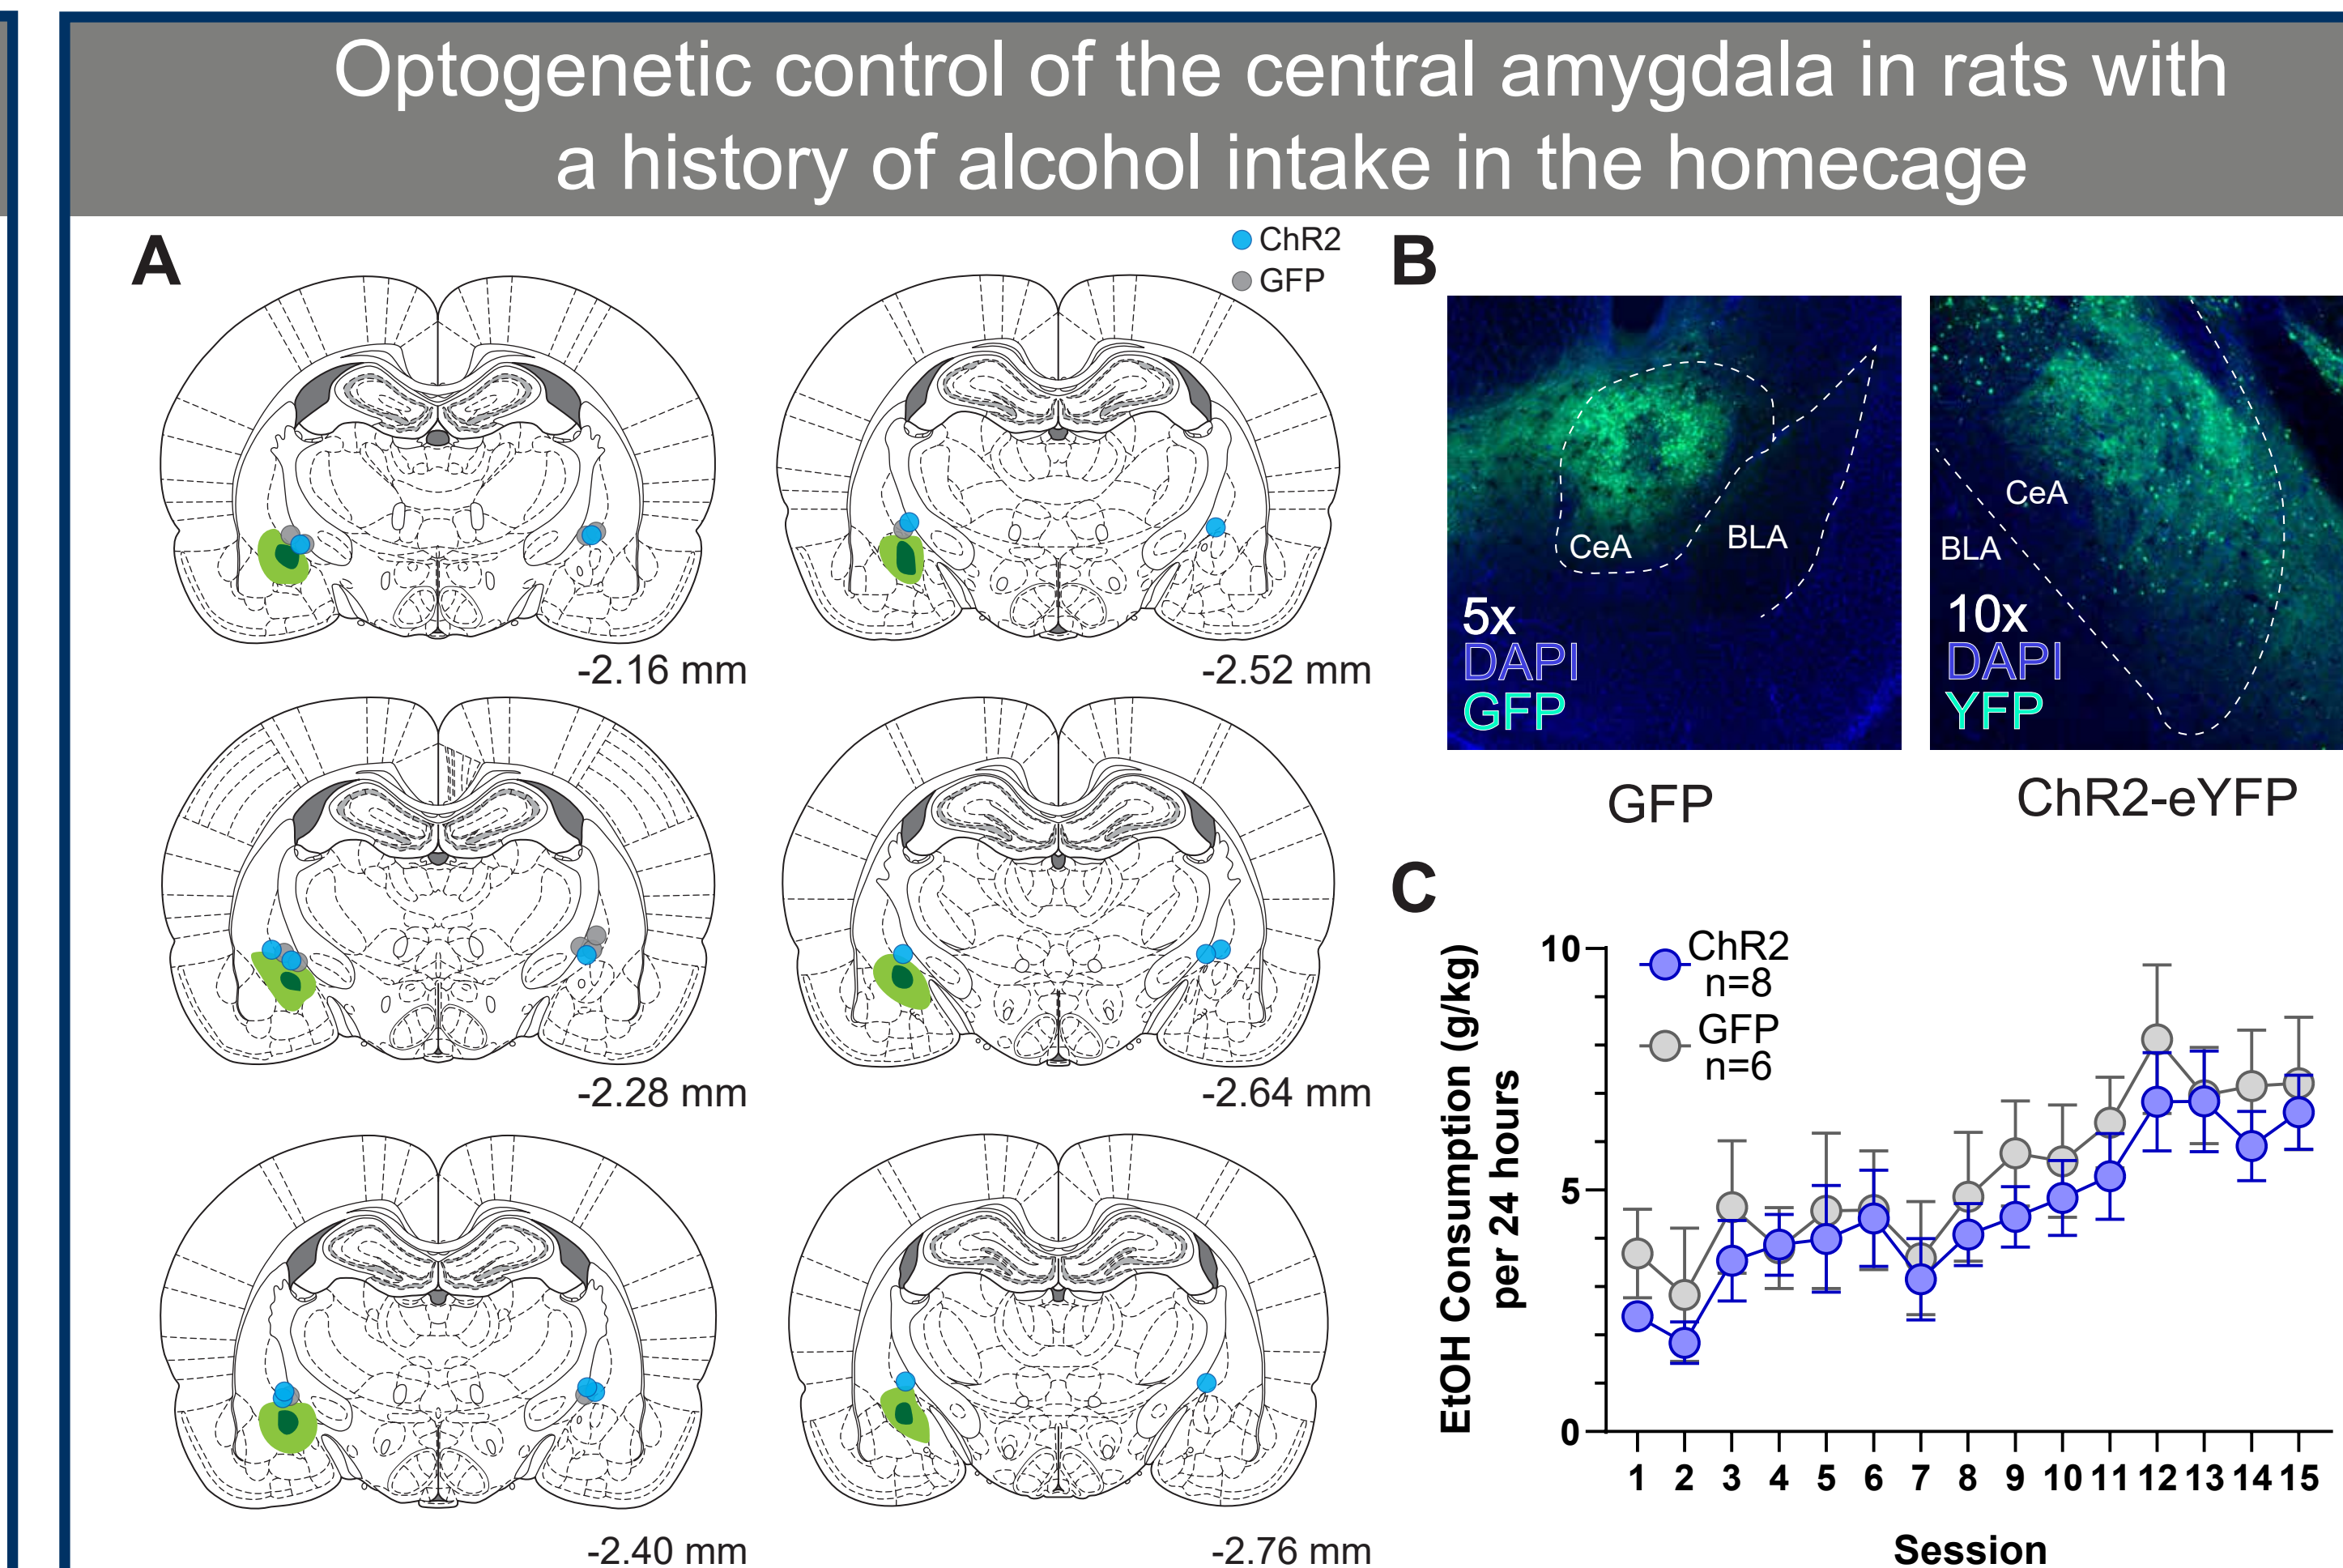 Optogenetic control of the central amygdala in rats with
a history of alcohol intake in the homecage
A
ChR2
GFP
-2.16 mm
-2.52 mm
-2.28 mm
-2.64 mm
-2.40 mm
-2.76 mm
B
CeA
BLA
5x
DAPI
GFP
CeA
BLA
10x
DAPI
YFP
GFP
ChR2-eYFP
C
EtOH Consumption (g/kg)
per 24 hours
10
5
0
ChR2
n=8
GFP
n=6
1 2 3 4 5 6 7 8 9 10 11 12 13 14 15
Session